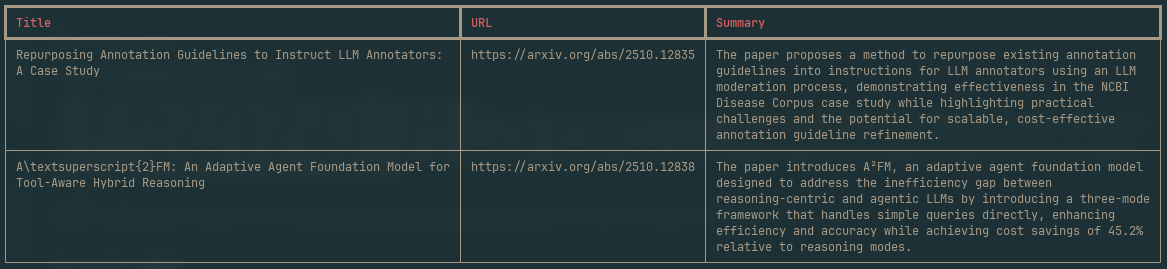 Title
URL
Summary
Repurposing Annotation Guidelines to Instruct LLM Annotators:
A Case Study
https://arxiv.org/abs/2510.12835
The paper proposes a method to repurpose existing annotation
guidelines into instructions for LLM annotators using an LLM
moderation process, demonstrating effectiveness in the NCBI
Disease Corpus case study while highlighting practical
challenges and the potential for scalable, cost-effective
annotation guideline refinement.
A\textsuperscript{2}FM: An Adaptive Agent Foundation Model for
Tool-Aware Hybrid Reasoning
https://arxiv.org/abs/2510.12838
The paper introduces A²FM, an adaptive agent foundation model
designed to address the inefficiency gap between
reasoning-centric and agentic LLMs by introducing a three-mode
framework that handles simple queries directly, enhancing
efficiency and accuracy while achieving cost savings of 45.2%
relative to reasoning modes.